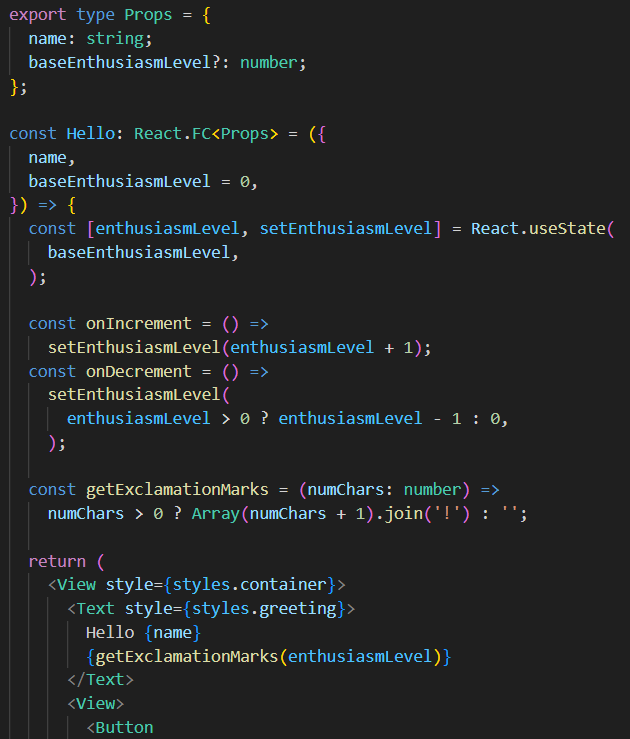 export type Props = {
  name: string;
  baseEnthusiasmLevel?: number;
};

const Hello: React.FC<Props> = ({
  name,
  baseEnthusiasmLevel = 0,
}) => {
  const [enthusiasmLevel, setEnthusiasmLevel] = React.useState(
    baseEnthusiasmLevel,
  );

  const onIncrement = () =>
    setEnthusiasmLevel(enthusiasmLevel + 1);
  const onDecrement = () =>
    setEnthusiasmLevel(
      enthusiasmLevel > 0 ? enthusiasmLevel - 1 : 0,
    );

  const getExclamationMarks = (numChars: number) =>
    numChars > 0 ? Array(numChars + 1).join('!') : '';

  return (
    <View style={styles.container}>
      <Text style={styles.greeting}>
        Hello {name}
        {getExclamationMarks(enthusiasmLevel)}
      </Text>
      <View>
        <Button